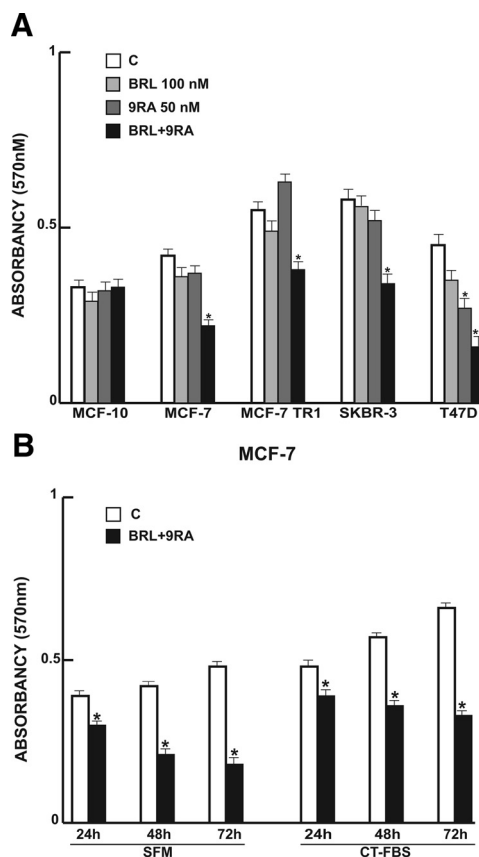 A
1
C
BRL 100 nM
9RA 50 nM
BRL+9RA
ABSORBANCY (570nM)
0.5
0
* * * * *
MCF-10 MCF-7 MCF-7 TR1 SKBR-3 T47D
B
MCF-7
1
C
BRL+9RA
ABSORBANCY (570nm)
0.5
0
* * * * * *
24h 48h 72h 24h 48h 72h
SFM CT-FBS